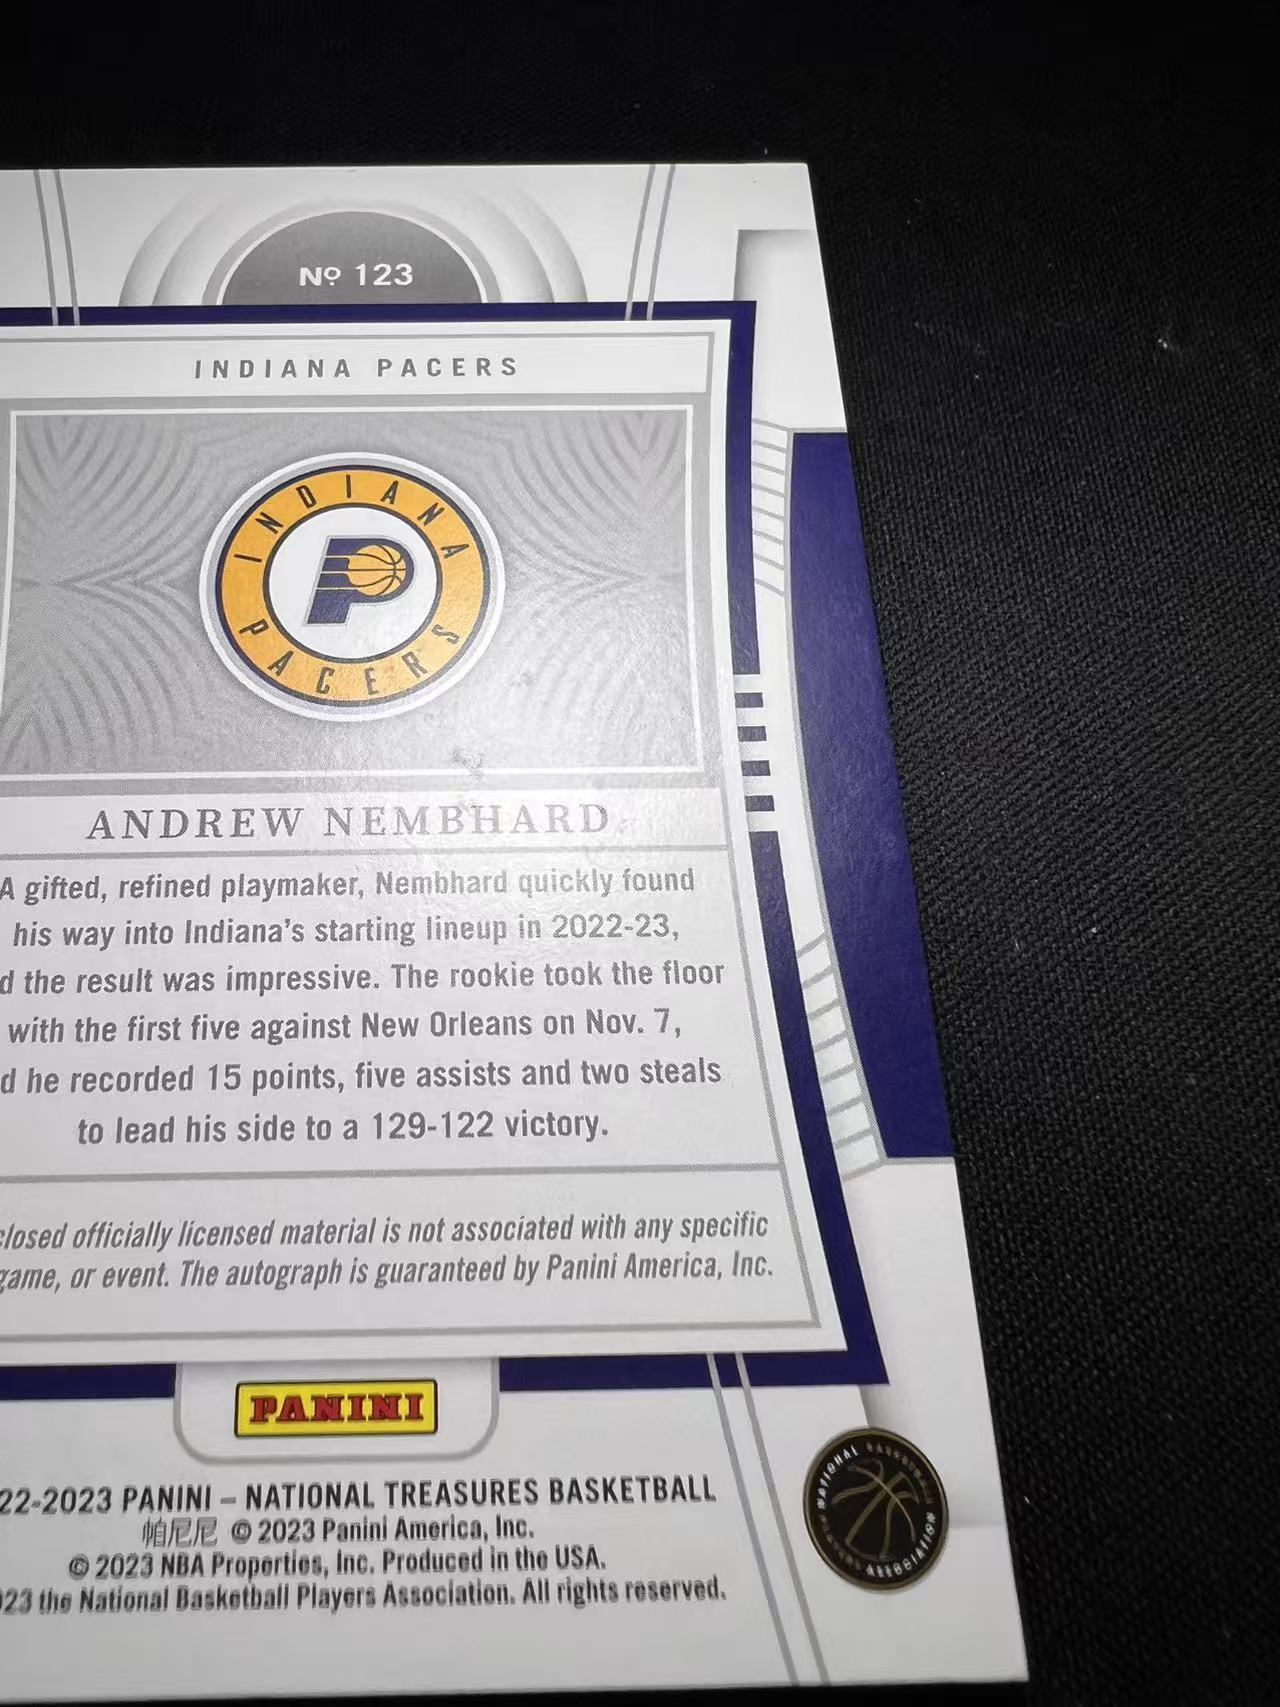 Nº 123
INDIANA PACERS
INDIANA
PACERS
ANDREW NEMBHARD
A gifted, refined playmaker, Nembhard quickly found
his way into Indiana's starting lineup in 2022-23,
d the result was impressive. The rookie took the floor
with the first five against New Orleans on Nov. 7,
d he recorded 15 points, five assists and two steals
to lead his side to a 129-122 victory.
closed officially licensed material is not associated with any specific
game, or event. The autograph is guaranteed by Panini America, Inc.
PANINI
22-2023 PANINI – NATIONAL TREASURES BASKETBALL
帕尼尼 © 2023 Panini America, Inc.
© 2023 NBA Properties, Inc. Produced in the USA.
023 the National Basketball Players Association. All rights reserved.
NATIONAL BASKETBALL
PLAYERS ASSOCIATION